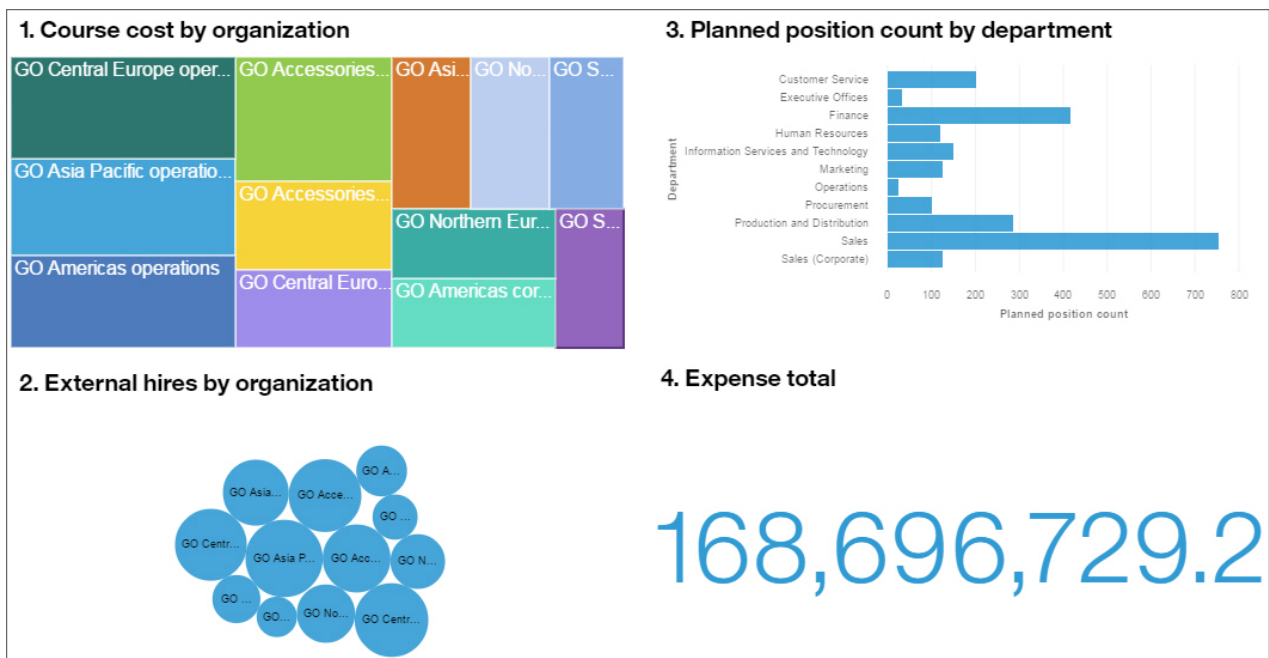 1. Course cost by organization
GO Central Europe oper...
GO Accessories...
GO Asi...
GO No...
GO S...
GO Asia Pacific operatio...
GO Accessories...
GO Northern Eur...
GO S...
GO Americas operations
GO Central Euro...
GO Americas cor...
2. External hires by organization
GO A...
GO Asia...
GO Acce...
GO ...
GO Centr...
GO Asia P...
GO Acc...
GO N...
GO ...
GO...
GO No...
GO Centr...
3. Planned position count by department
Department
Customer Service
Executive Offices
Finance
Human Resources
Information Services and Technology
Marketing
Operations
Procurement
Production and Distribution
Sales
Sales (Corporate)
0 100 200 300 400 500 600 700 800
Planned position count
4. Expense total
168,696,729.2